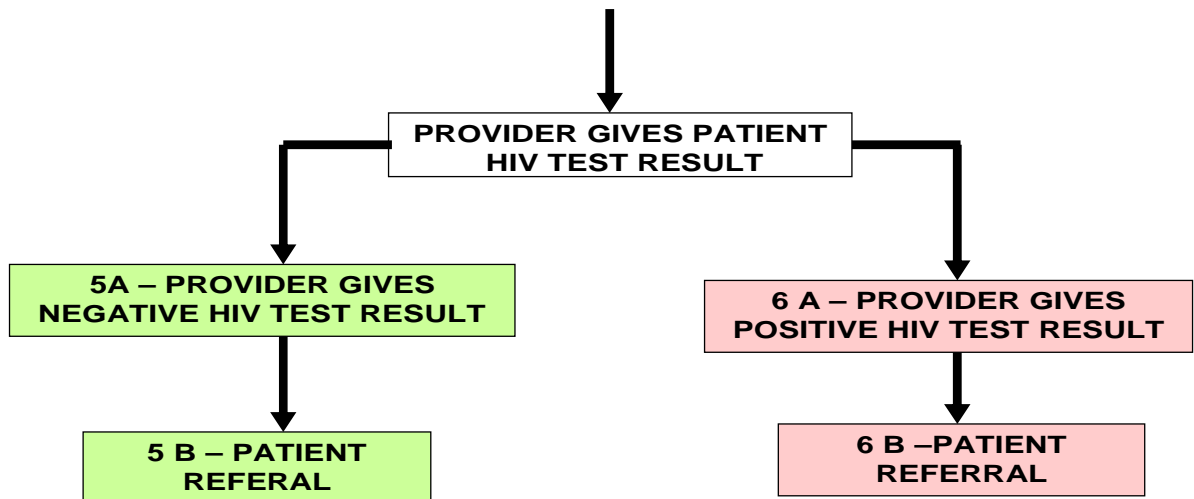 PROVIDER GIVES PATIENT
HIV TEST RESULT
5A – PROVIDER GIVES
NEGATIVE HIV TEST RESULT
6 A – PROVIDER GIVES
POSITIVE HIV TEST RESULT
5 B – PATIENT
REFERAL
6 B –PATIENT
REFERRAL